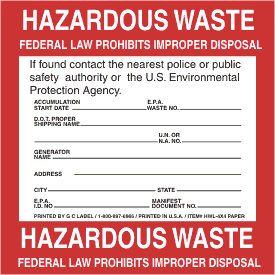 HAZARDOUS WASTE
FEDERAL LAW PROHIBITS IMPROPER DISPOSAL
If found contact the nearest police or public
safety authority or the U.S. Environmental
Protection Agency.
ACCUMULATION START DATE E.P.A. WASTE NO.
D.O.T. PROPER SHIPPING NAME
U.N. OR N.A. NO.
GENERATOR NAME
ADDRESS
CITY STATE
E.P.A. I.D. NO MANIFEST DOCUMENT NO.
PRINTED BY G C LABEL / 1-800-997-6966 / PRINTED IN U.S.A. / ITEM# HWL-4X4 PAPER
HAZARDOUS WASTE
FEDERAL LAW PROHIBITS IMPROPER DISPOSAL